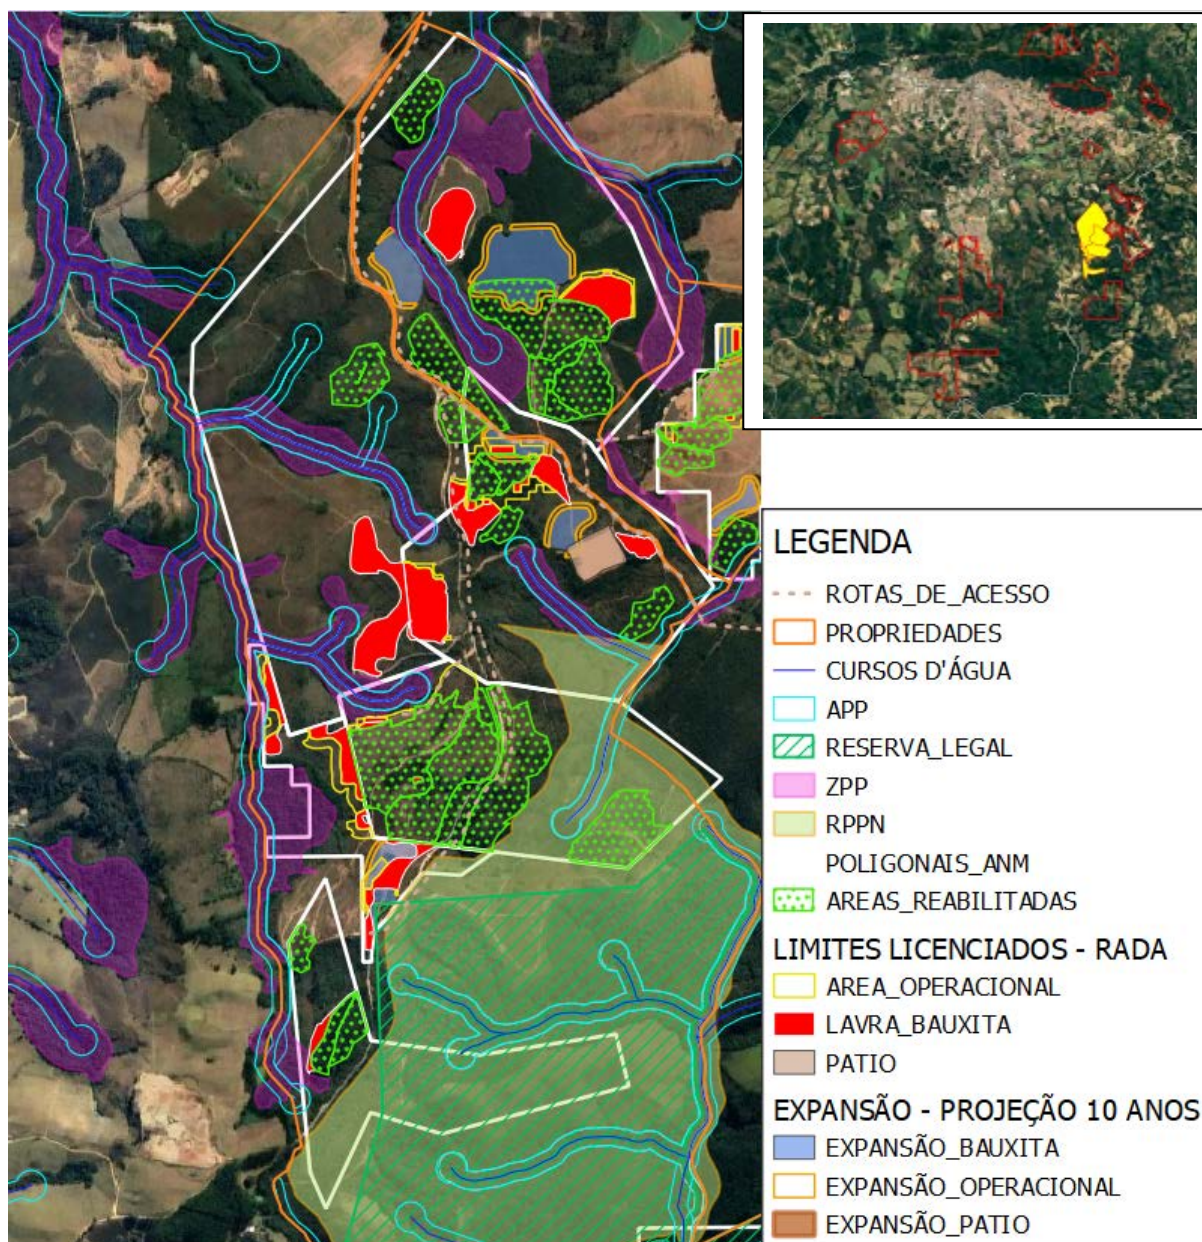 LEGENDA
ROTAS_DE_ACESSO
PROPRIEDADES
CURSOS D'ÁGUA
APP
RESERVA_LEGAL
ZPP
RPPN
POLIGONAIS_ANM
AREAS_REABILITADAS
LIMITES LICENCIADOS - RADA
AREA_OPERACIONAL
LAVRA_BAUXITA
PATIO
EXPANSÃO - PROJEÇÃO 10 ANOS
EXPANSÃO_BAUXITA
EXPANSÃO_OPERACIONAL
EXPANSÃO_PATIO